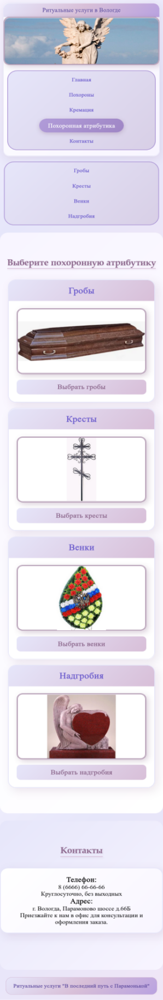 Ритуальные услуги в Вологде
Главная
Похороны
Кремация
Похоронная атрибутика
Контакты
Гробы
Кресты
Венки
Надгробия
Выберите похоронную атрибутику
Гробы
Выбрать гробы
Кресты
Выбрать кресты
Венки
Выбрать венки
Надгробия
Выбрать надгробия
Контакты
Телефон:
8 (6666) 66-66-66
Круглосуточно, без выходных
Адрес:
г. Вологда, Парамоново шоссе д.66Б
Приезжайте к нам в офис для консультации и
оформления заказа.
Ритуальные услуги "В последний путь с Парамонькой"